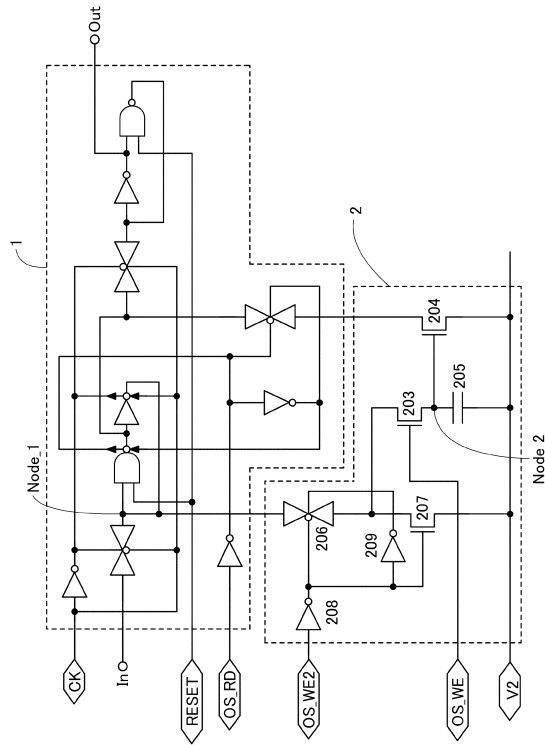 Out
1
2
Node_1
204
205
203
Node 2
206
207
209
208
CK
In
RESET
OS_RD
OS_WE2
OS_WE
V2